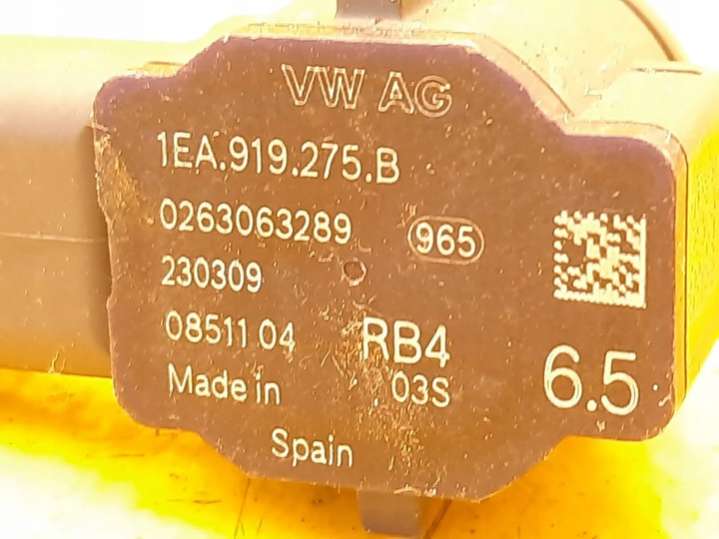 VW AG
1EA.919.275.B
0263063289 965
230309
08511 04 RB4
Made in 03S 6.5
Spain